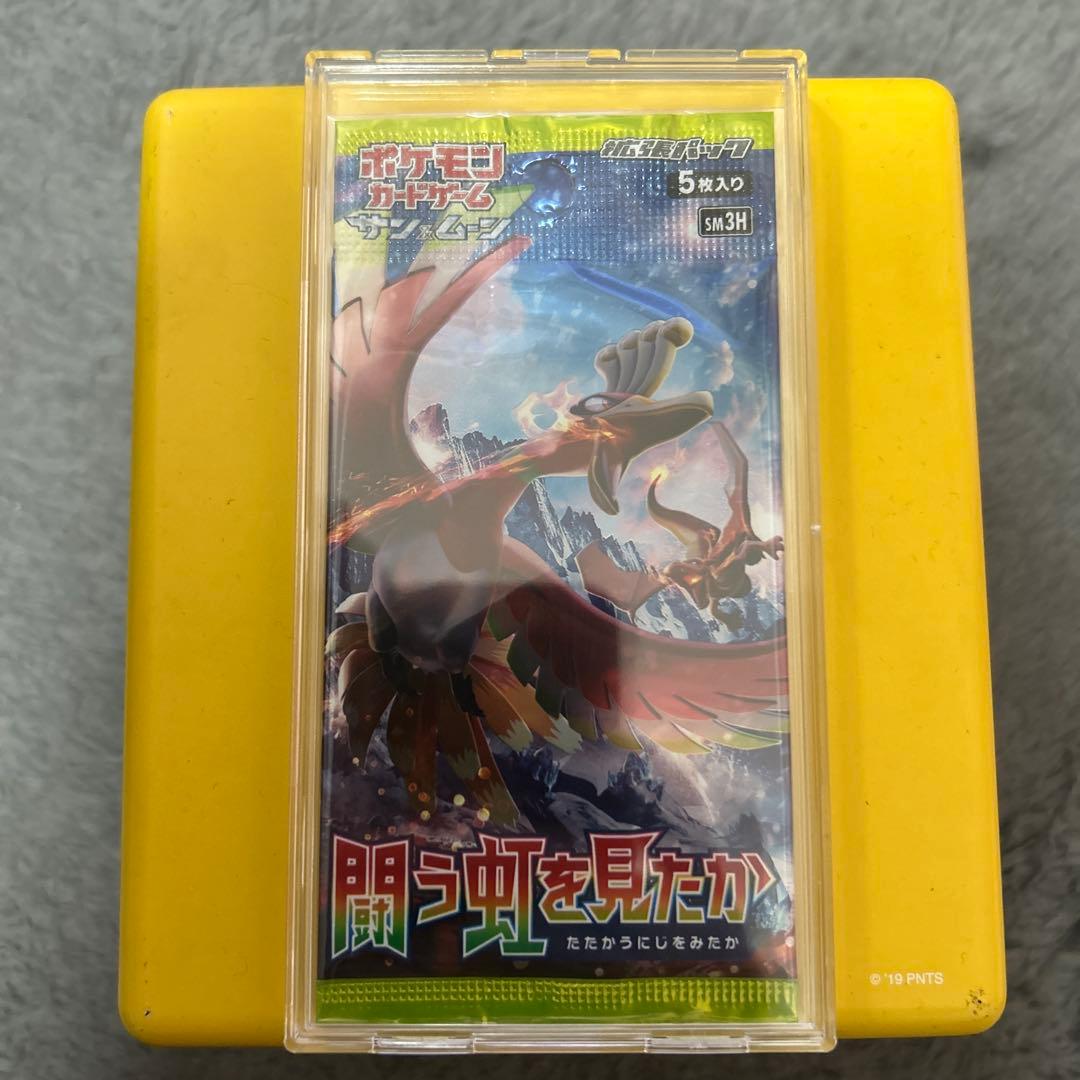 拡張パック
ポケモン
カードゲーム
サン&ムーン
5枚入り
SM3H
闘う虹を見たか
たたかうにじをみたか
© '19 PNTS